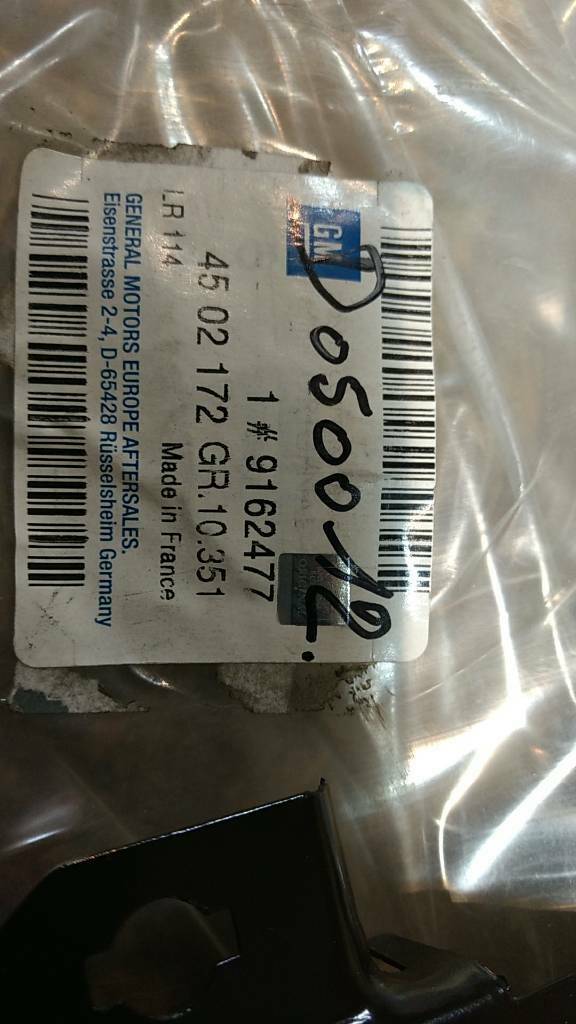 GM
D0500-12.
1 # 9162477
45 02 172 GR.10.351
LR 114
Made in France
GENERAL MOTORS EUROPE AFTERSALES.
Eisenstrasse 2-4, D-65428 Rüsselsheim Germany